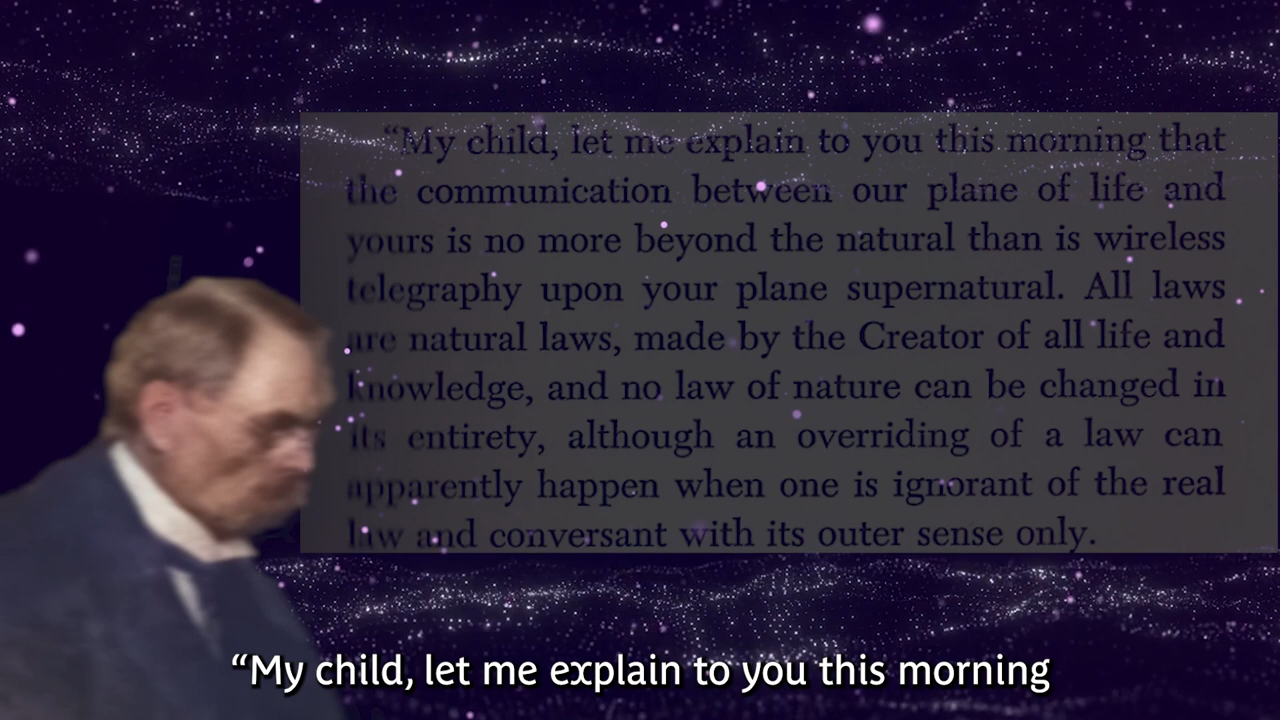 “My child, let me explain to you this morning that
the communication between our plane of life and
yours is no more beyond the natural than is wireless
telegraphy upon your plane supernatural. All laws
are natural laws, made by the Creator of all life and
knowledge, and no law of nature can be changed in
its entirety, although an overriding of a law can
apparently happen when one is ignorant of the real
law and conversant with its outer sense only.
“My child, let me explain to you this morning